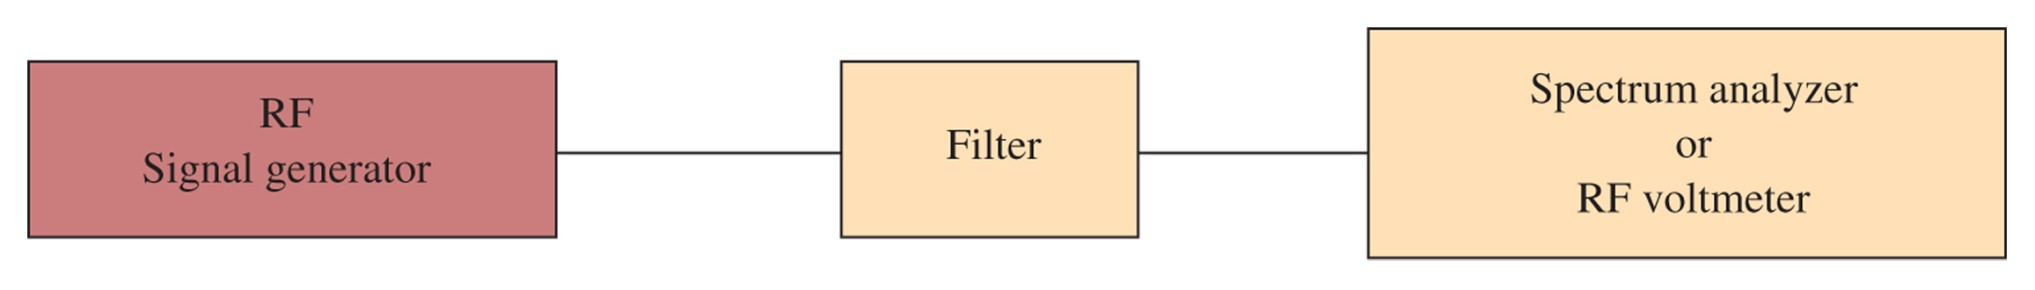 RF
Signal generator
Filter
Spectrum analyzer
or
RF voltmeter